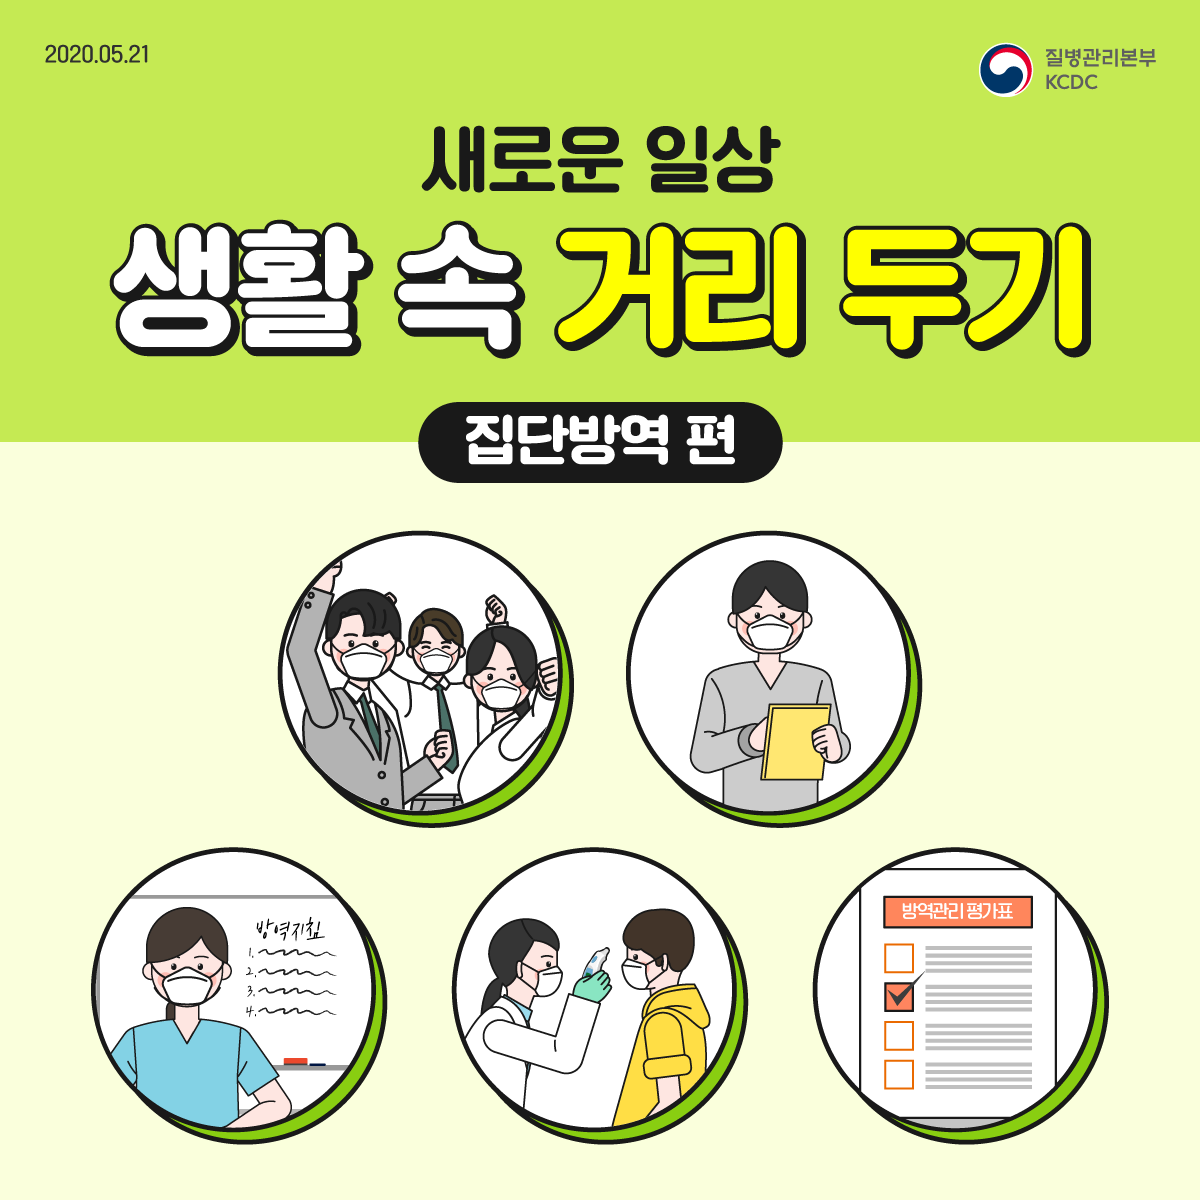 2020.05.21
질병관리본부
KCDC
새로운 일상
생활 속 거리 두기
집단방역 편
방역지침
1.
2.
3.
4.
방역관리 평가표